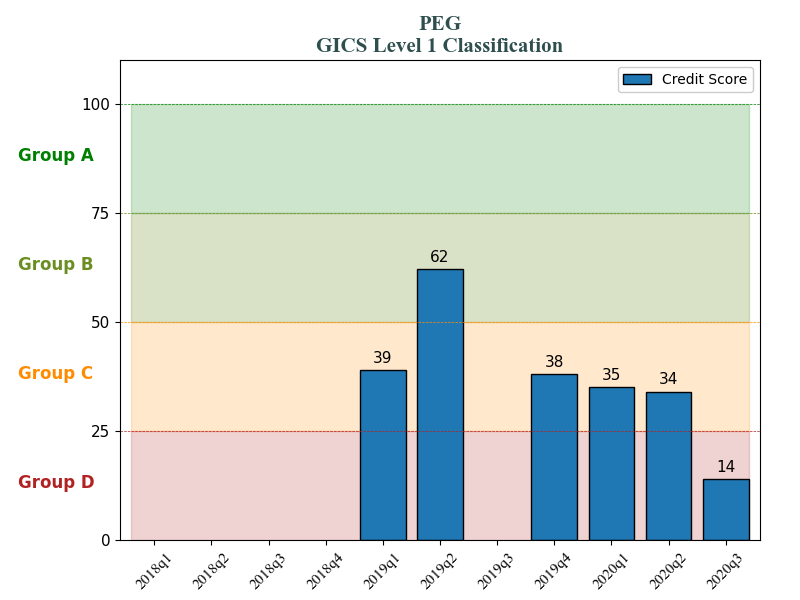 PEG
GICS Level 1 Classification
Credit Score
100
Group A
75
Group B
62
50
39
38
Group C
35
34
25
Group D
14
0
2018q1
2018q2
2018q3
2018q4
2019q1
2019q2
2019q3
2019q4
2020q1
2020q2
2020q3